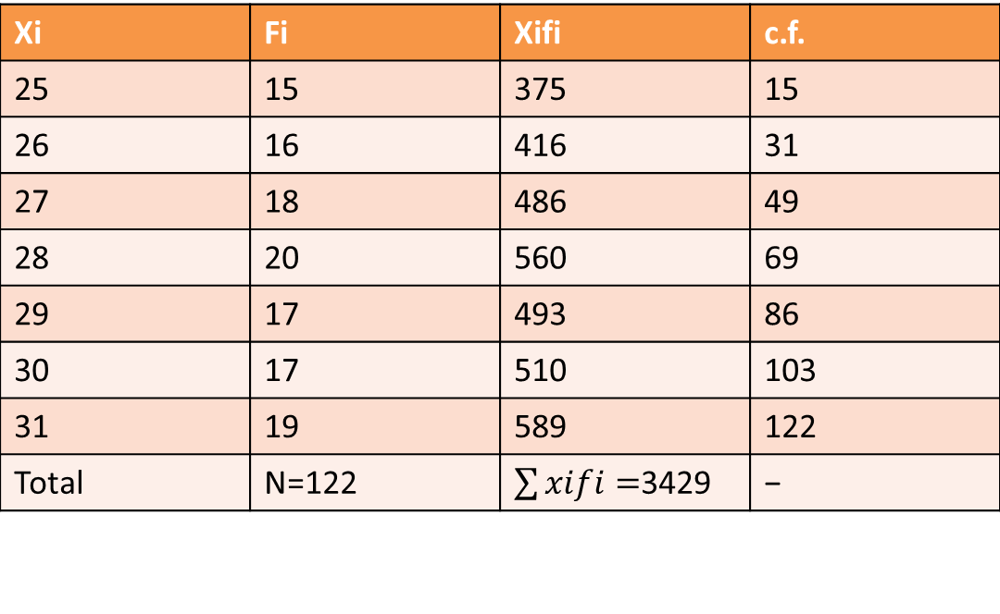 Xi Fi Xifi c.f.
25 15 375 15
26 16 416 31
27 18 486 49
28 20 560 69
29 17 493 86
30 17 510 103
31 19 589 122
Total N=122 ∑ xifi =3429 –